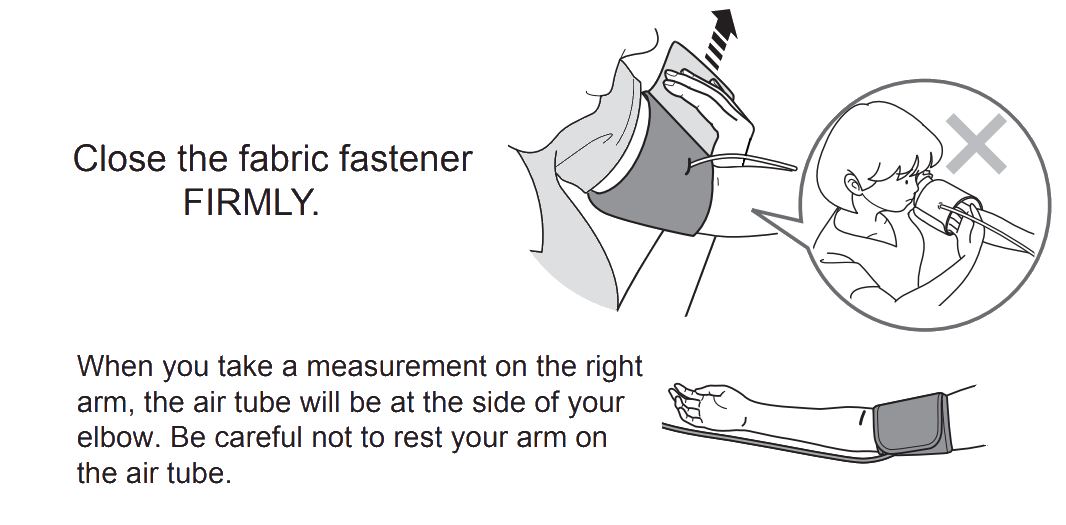 Close the fabric fastener
FIRMLY.
When you take a measurement on the right
arm, the air tube will be at the side of your
elbow. Be careful not to rest your arm on
the air tube.